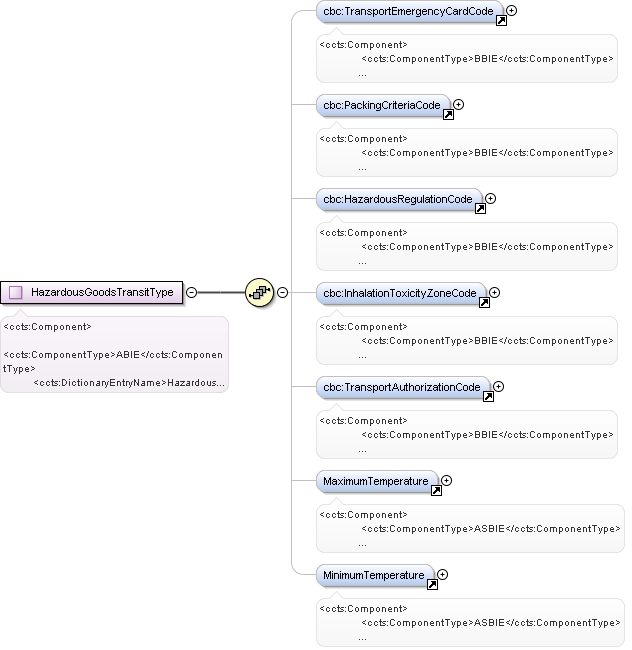 cbc:TransportEmergencyCardCode
<ccts:Component>
<ccts:ComponentType>BBIE</ccts:ComponentType>
...
cbc:PackingCriteriaCode
<ccts:Component>
<ccts:ComponentType>BBIE</ccts:ComponentType>
...
cbc:HazardousRegulationCode
<ccts:Component>
<ccts:ComponentType>BBIE</ccts:ComponentType>
...
HazardousGoodsTransitType
<ccts:Component>
<ccts:ComponentType>ABIE</ccts:Componen
tType>
<ccts:DictionaryEntryName>Hazardous...
cbc:InhalationToxicityZoneCode
<ccts:Component>
<ccts:ComponentType>BBIE</ccts:ComponentType>
...
cbc:TransportAuthorizationCode
<ccts:Component>
<ccts:ComponentType>BBIE</ccts:ComponentType>
...
MaximumTemperature
<ccts:Component>
<ccts:ComponentType>ASBIE</ccts:ComponentType>
...
MinimumTemperature
<ccts:Component>
<ccts:ComponentType>ASBIE</ccts:ComponentType>
...